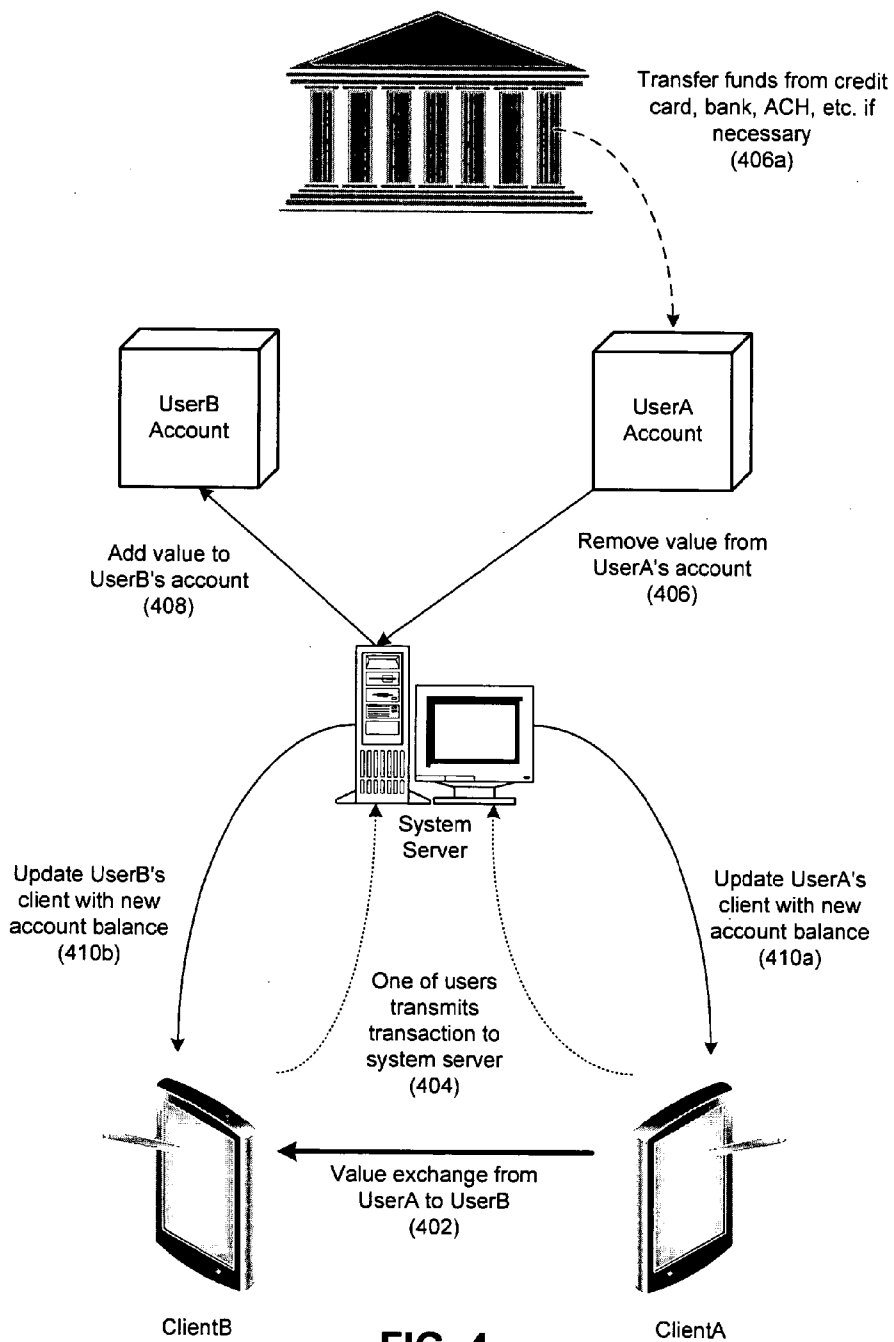 Transfer funds from credit
card, bank, ACH, etc. if
necessary
(406a)
UserB
Account
UserA
Account
Add value to
UserB's account
(408)
Remove value from
UserA's account
(406)
System
Server
Update UserB's
client with new
account balance
(410b)
Update UserA's
client with new
account balance
(410a)
One of users
transmits
transaction to
system server
(404)
Value exchange from
UserA to UserB
(402)
ClientB
FIG. 4
ClientA